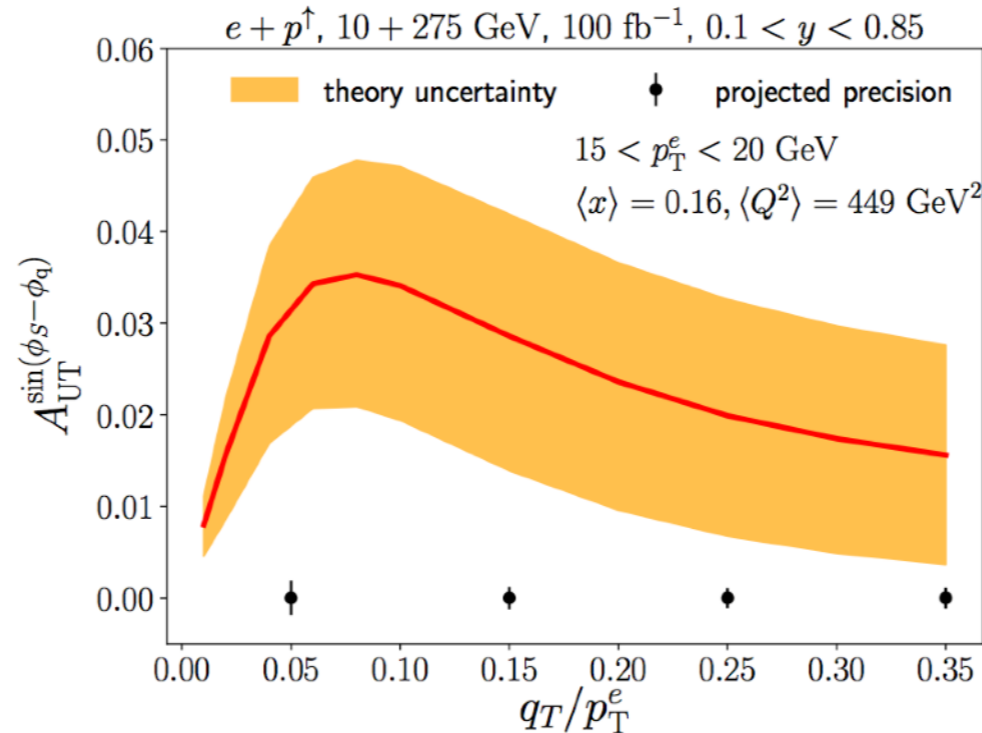 e + p↑, 10 + 275 GeV, 100 fb⁻¹, 0.1 < y < 0.85
theory uncertainty
projected precision
15 < p_T^e < 20 GeV
⟨x⟩ = 0.16, ⟨Q²⟩ = 449 GeV²
A_UT^sin(φ_S−φ_q)
0.06
0.05
0.04
0.03
0.02
0.01
0.00
0.00 0.05 0.10 0.15 0.20 0.25 0.30 0.35
q_T/p_T^e